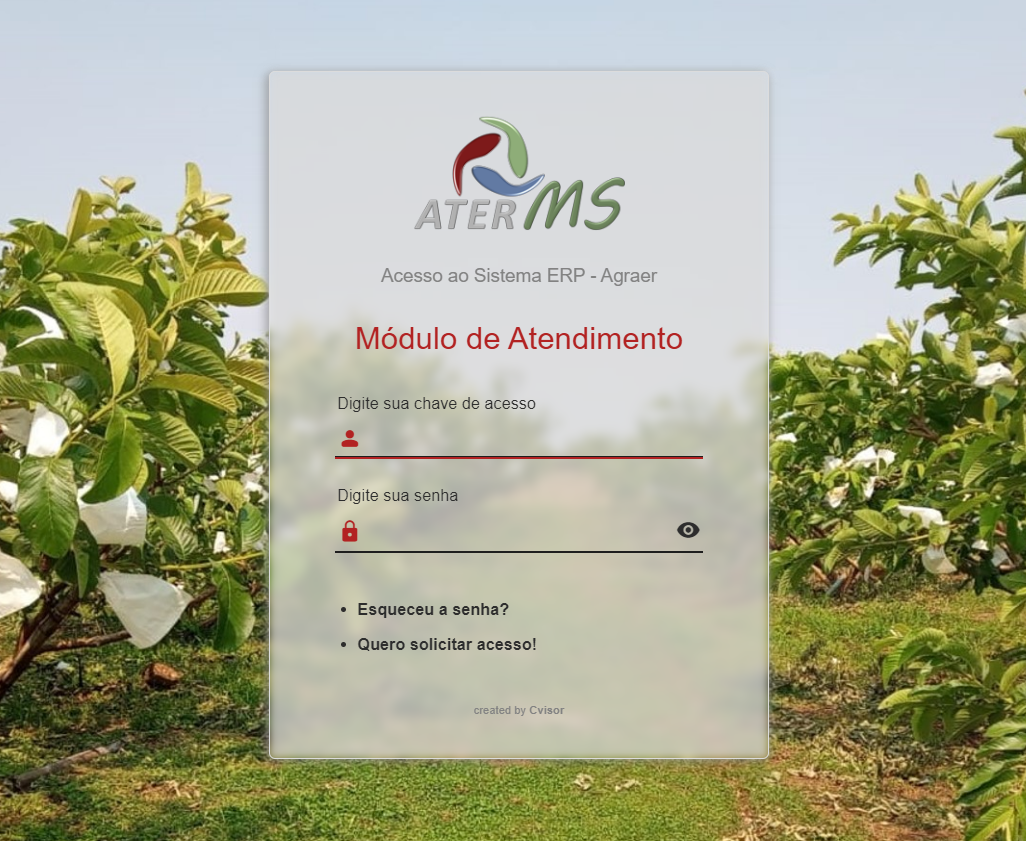 ATER MS
Acesso ao Sistema ERP - Agraer
Módulo de Atendimento
Digite sua chave de acesso
Digite sua senha
Esqueceu a senha?
Quero solicitar acesso!
created by Cvisor